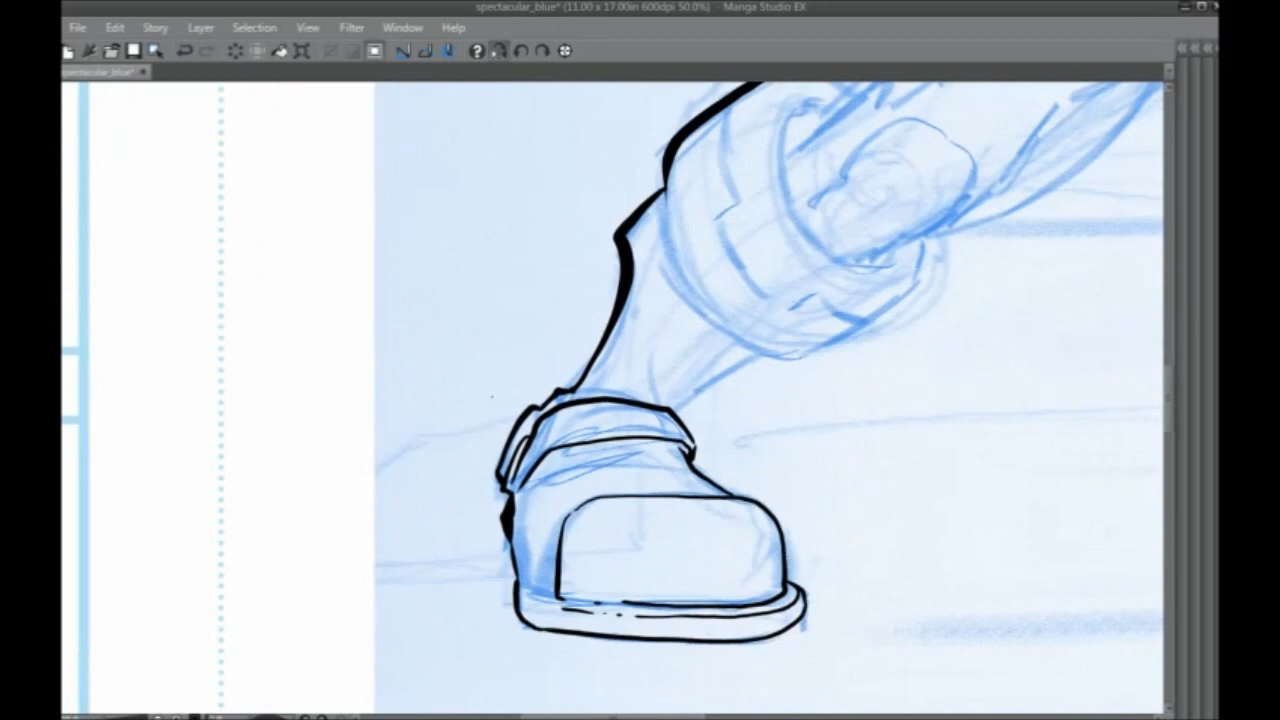 spectacular_blue* (11.00 x 17.00in 600dpi 50.0%) - Manga Studio EX
File Edit Story Layer Selection View Filter Window Help
spectacular_blue*